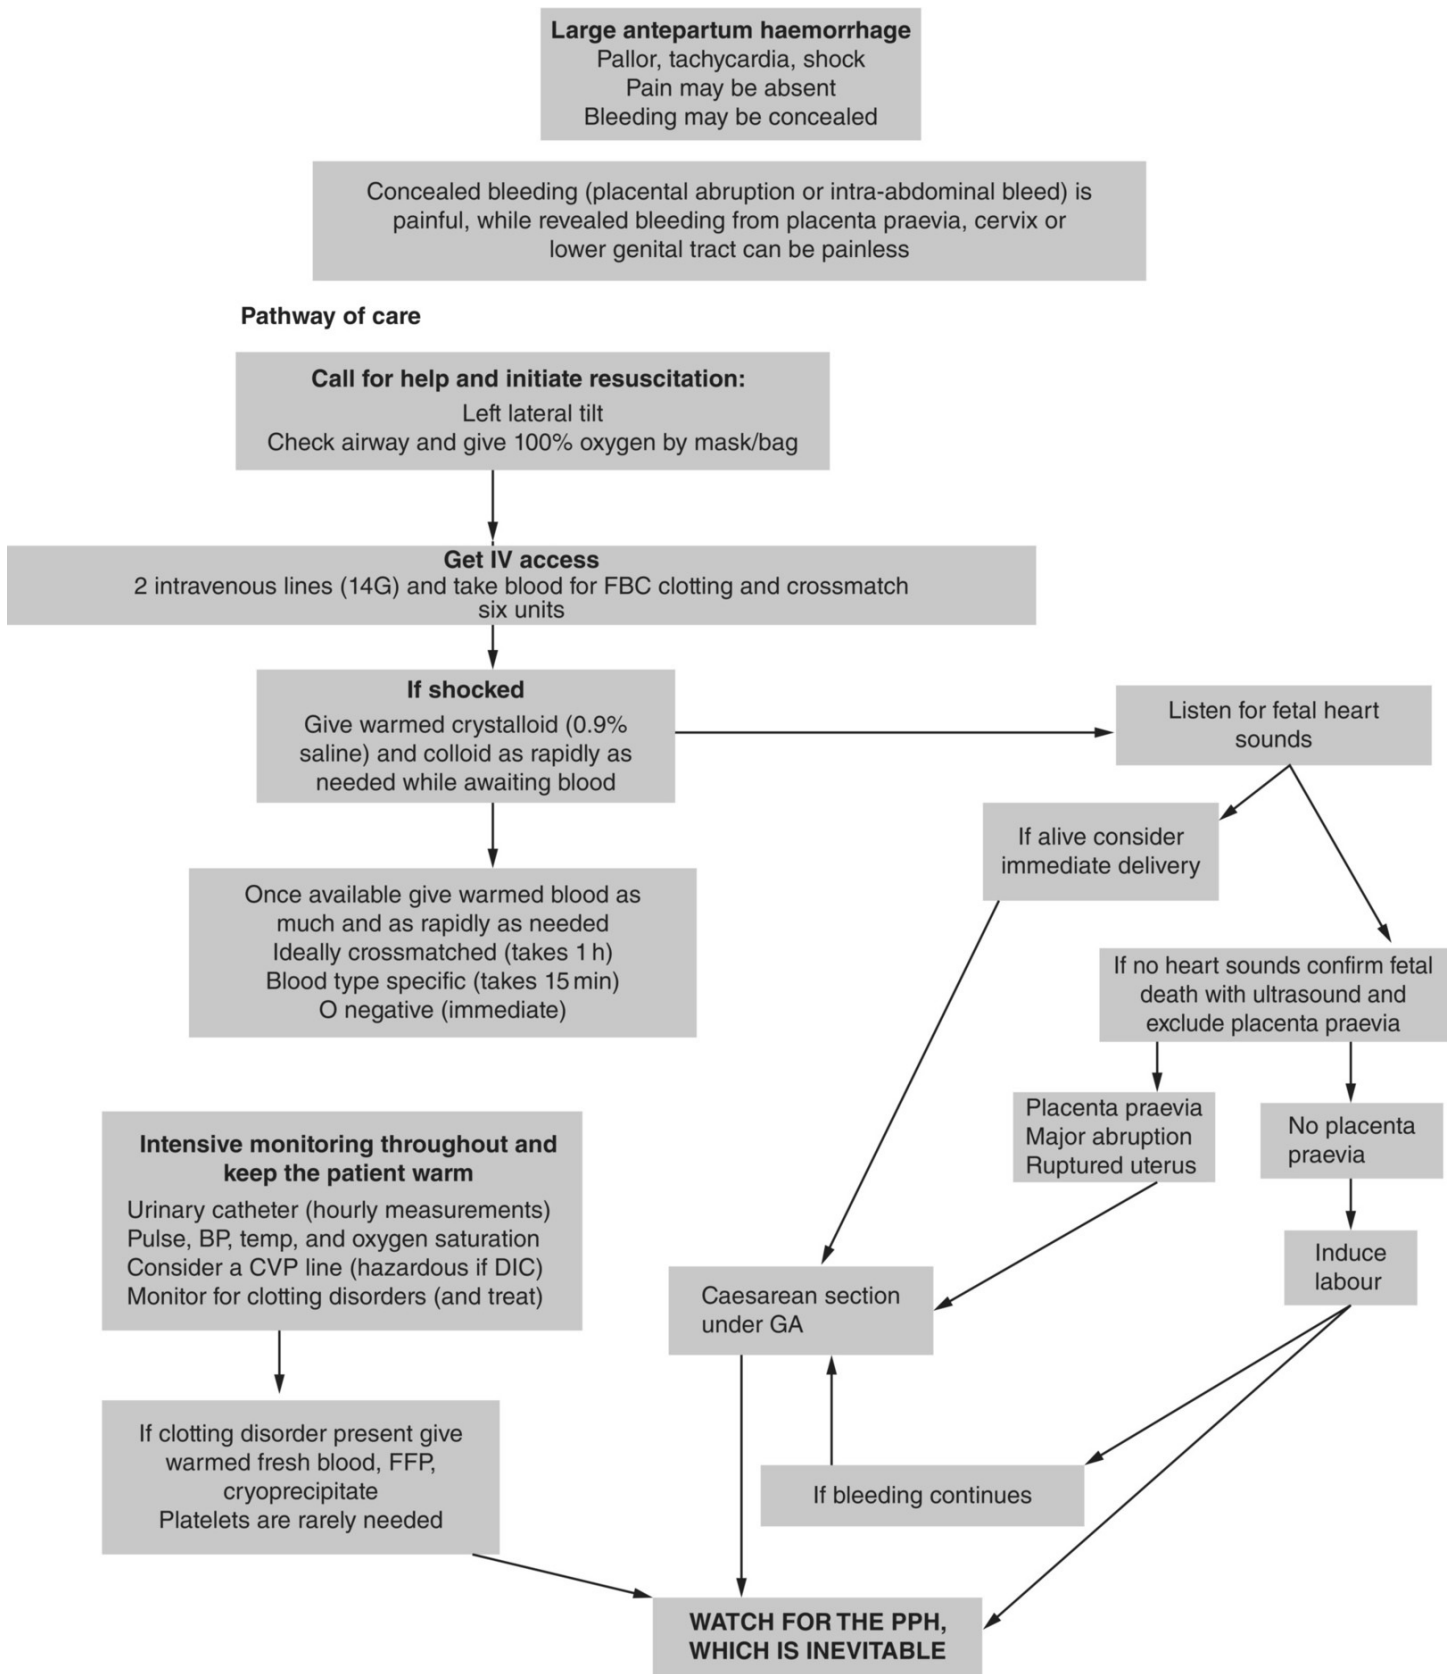 Large antepartum haemorrhage
Pallor, tachycardia, shock
Pain may be absent
Bleeding may be concealed
Concealed bleeding (placental abruption or intra-abdominal bleed) is
painful, while revealed bleeding from placenta praevia, cervix or
lower genital tract can be painless
Pathway of care
Call for help and initiate resuscitation:
Left lateral tilt
Check airway and give 100% oxygen by mask/bag
Get IV access
2 intravenous lines (14G) and take blood for FBC clotting and crossmatch
six units
If shocked
Give warmed crystalloid (0.9%
saline) and colloid as rapidly as
needed while awaiting blood
Listen for fetal heart
sounds
If alive consider
immediate delivery
Once available give warmed blood as
much and as rapidly as needed
Ideally crossmatched (takes 1 h)
Blood type specific (takes 15 min)
O negative (immediate)
If no heart sounds confirm fetal
death with ultrasound and
exclude placenta praevia
Placenta praevia
Major abruption
Ruptured uterus
No placenta
praevia
Intensive monitoring throughout and
keep the patient warm
Urinary catheter (hourly measurements)
Pulse, BP, temp, and oxygen saturation
Consider a CVP line (hazardous if DIC)
Monitor for clotting disorders (and treat)
Induce
labour
Caesarean section
under GA
If clotting disorder present give
warmed fresh blood, FFP,
cryoprecipitate
Platelets are rarely needed
If bleeding continues
WATCH FOR THE PPH,
WHICH IS INEVITABLE